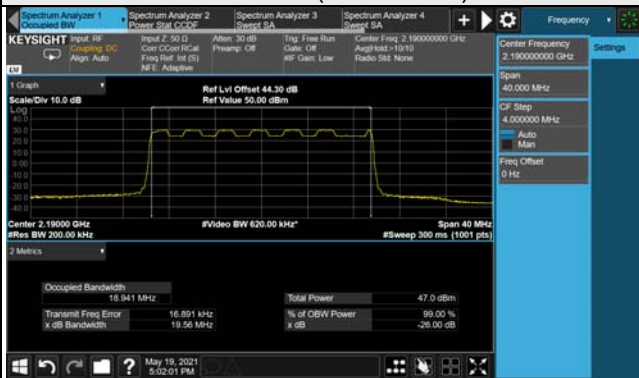 Spectrum Analyzer 1
Occupied BW
Spectrum Analyzer 2
Power Stat CCDF
Spectrum Analyzer 3
Swept SA
Spectrum Analyzer 4
Swept SA
Frequency
KEYSIGHT
Input: RF
Coupling: DC
Align: Auto
Input Z: 50 Ω
Corr CCorr RCal
Freq Ref: Int (S)
NFE: Adaptive
Atten: 30 dB
Preamp: Off
Trig: Free Run
Gate: Off
#IF Gain: Low
Center Freq: 2.190000000 GHz
Avg|Hold:>10/10
Radio Std: None
Center Frequency
2.190000000 GHz
Settings
Span
40.000 MHz
CF Step
4.000000 MHz
Auto
Man
Freq Offset
0 Hz
1 Graph
Scale/Div 10.0 dB
Ref Lvl Offset 44.30 dB
Ref Value 50.00 dBm
Log
40.0
30.0
20.0
10.0
0.00
-10.0
-20.0
-30.0
-40.0
Center 2.19000 GHz
#Res BW 200.00 kHz
#Video BW 620.00 kHz*
Span 40 MHz
#Sweep 300 ms (1001 pts)
2 Metrics
Occupied Bandwidth
18.941 MHz
Total Power 47.0 dBm
Transmit Freq Error 16.891 kHz
% of OBW Power 99.00 %
x dB Bandwidth 19.56 MHz
x dB -26.00 dB
May 19, 2021
5:02:01 PM